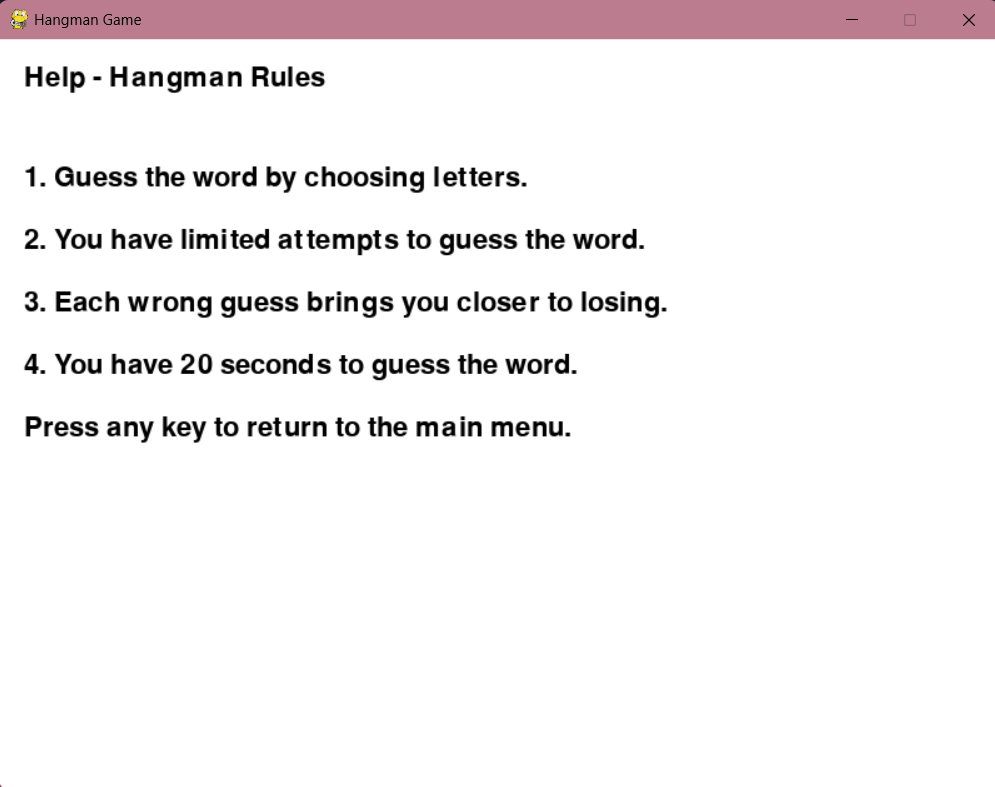 Hangman Game
Help - Hangman Rules
1. Guess the word by choosing letters.
2. You have limited attempts to guess the word.
3. Each wrong guess brings you closer to losing.
4. You have 20 seconds to guess the word.
Press any key to return to the main menu.